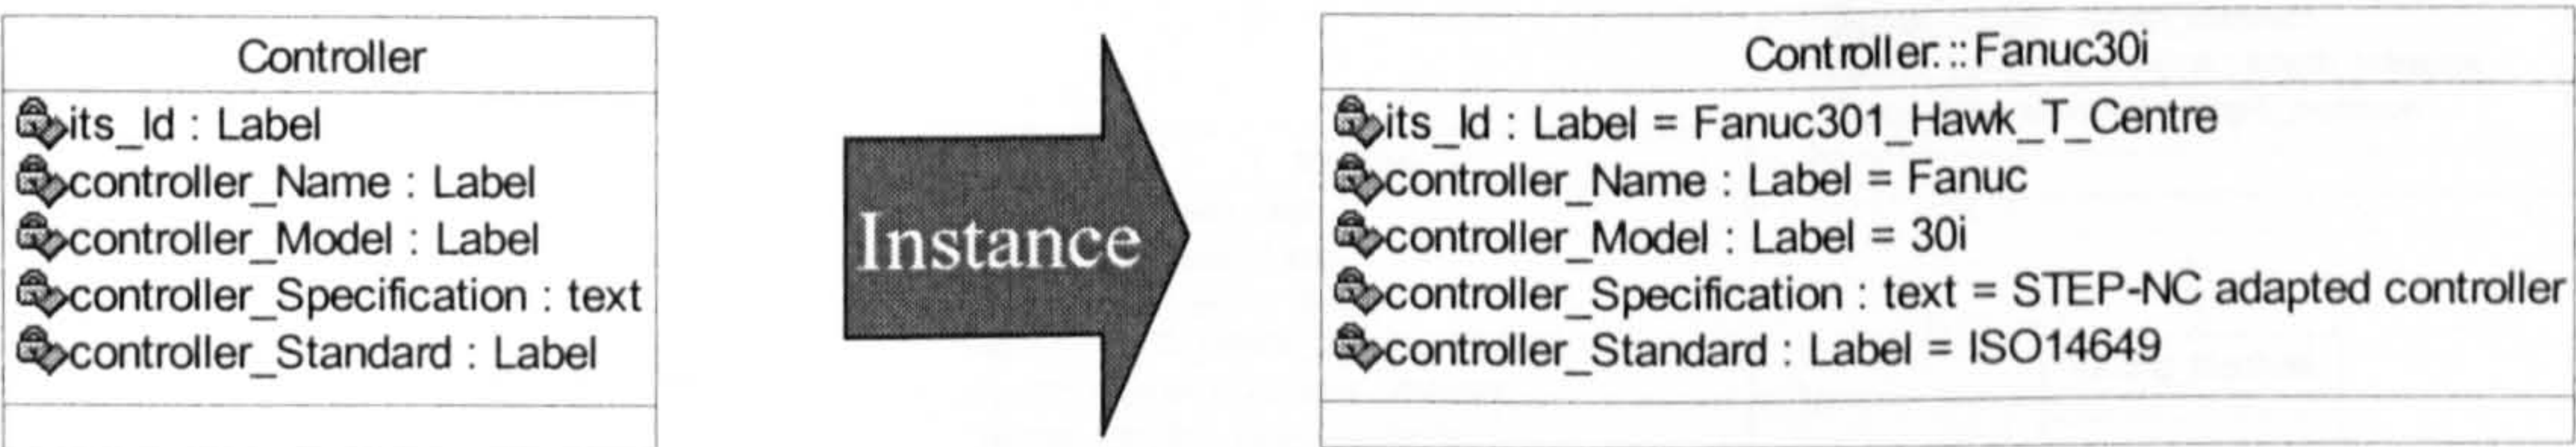 Controller
its_Id : Label
controller_Name : Label
controller_Model : Label
controller_Specification : text
controller_Standard : Label
Instance
Controller::Fanuc30i
its_Id : Label = Fanuc301_Hawk_T_Centre
controller_Name : Label = Fanuc
controller_Model : Label = 30i
controller_Specification : text = STEP-NC adapted controller
controller_Standard : Label = ISO14649